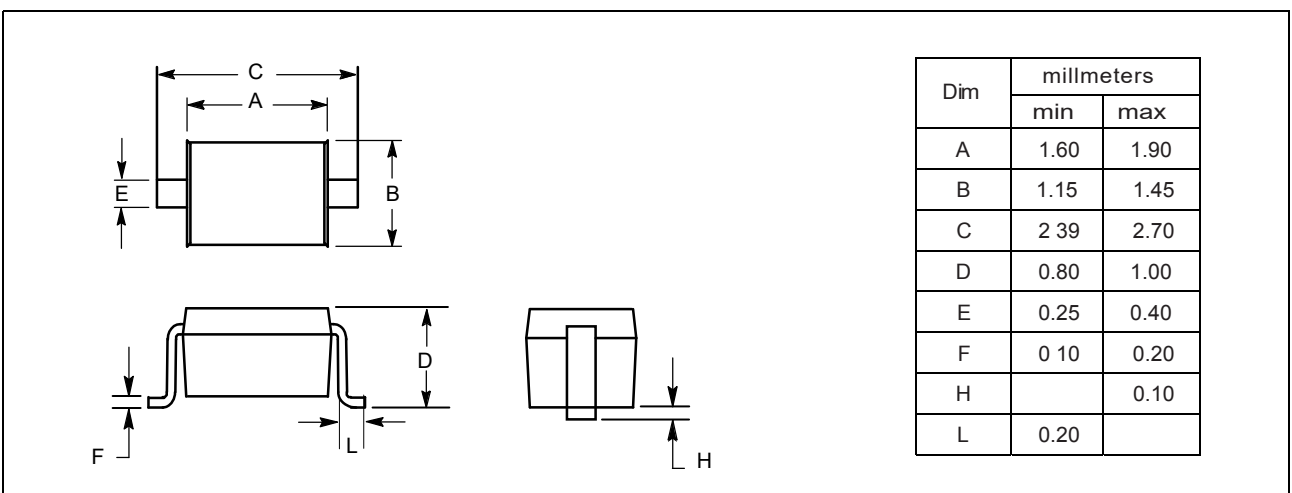 C
A
E
B
D
F
L
H
Dim millmeters
min max
A 1.60 1.90
B 1.15 1.45
C 2 39 2.70
D 0.80 1.00
E 0.25 0.40
F 0 10 0.20
H 0.10
L 0.20